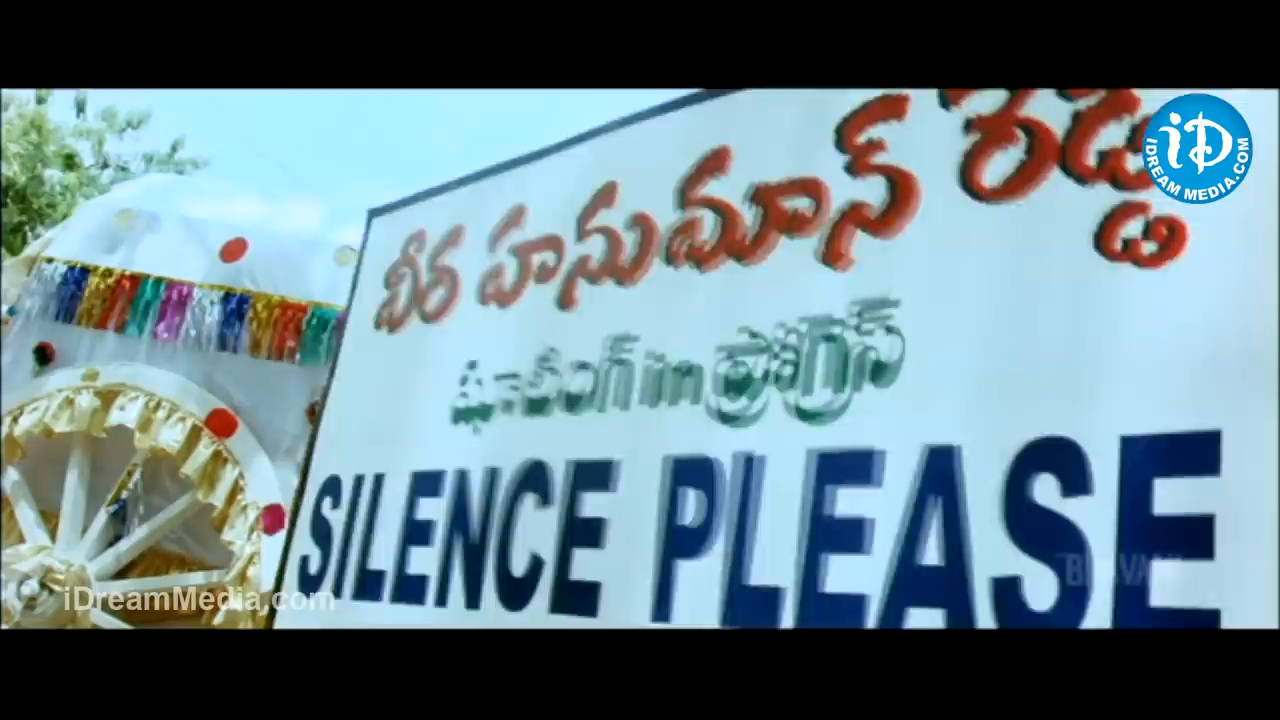 వీర హనుమాన్ రెడ్డి
షూటింగ్ in ప్రోగ్రెస్
SILENCE PLEASE
iD
IDREAM MEDIA.COM
iDreamMedia.com